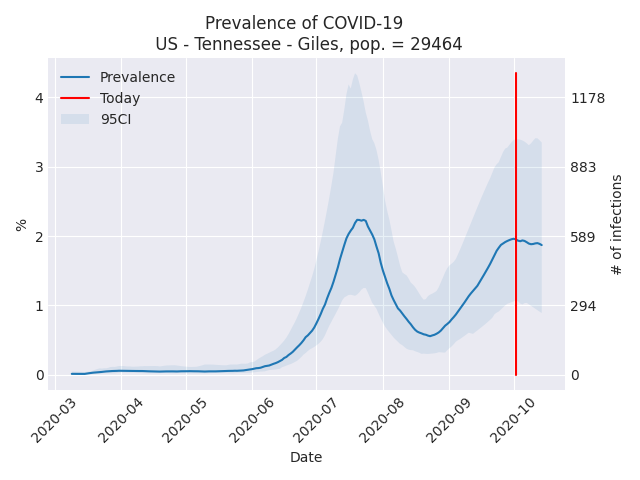 Prevalence of COVID-19
US - Tennessee - Giles, pop. = 29464
Prevalence
Today
95CI
%
4
3
2
1
0
1178
883
589
294
0
# of infections
2020-03
2020-04
2020-05
2020-06
2020-07
2020-08
2020-09
2020-10
Date